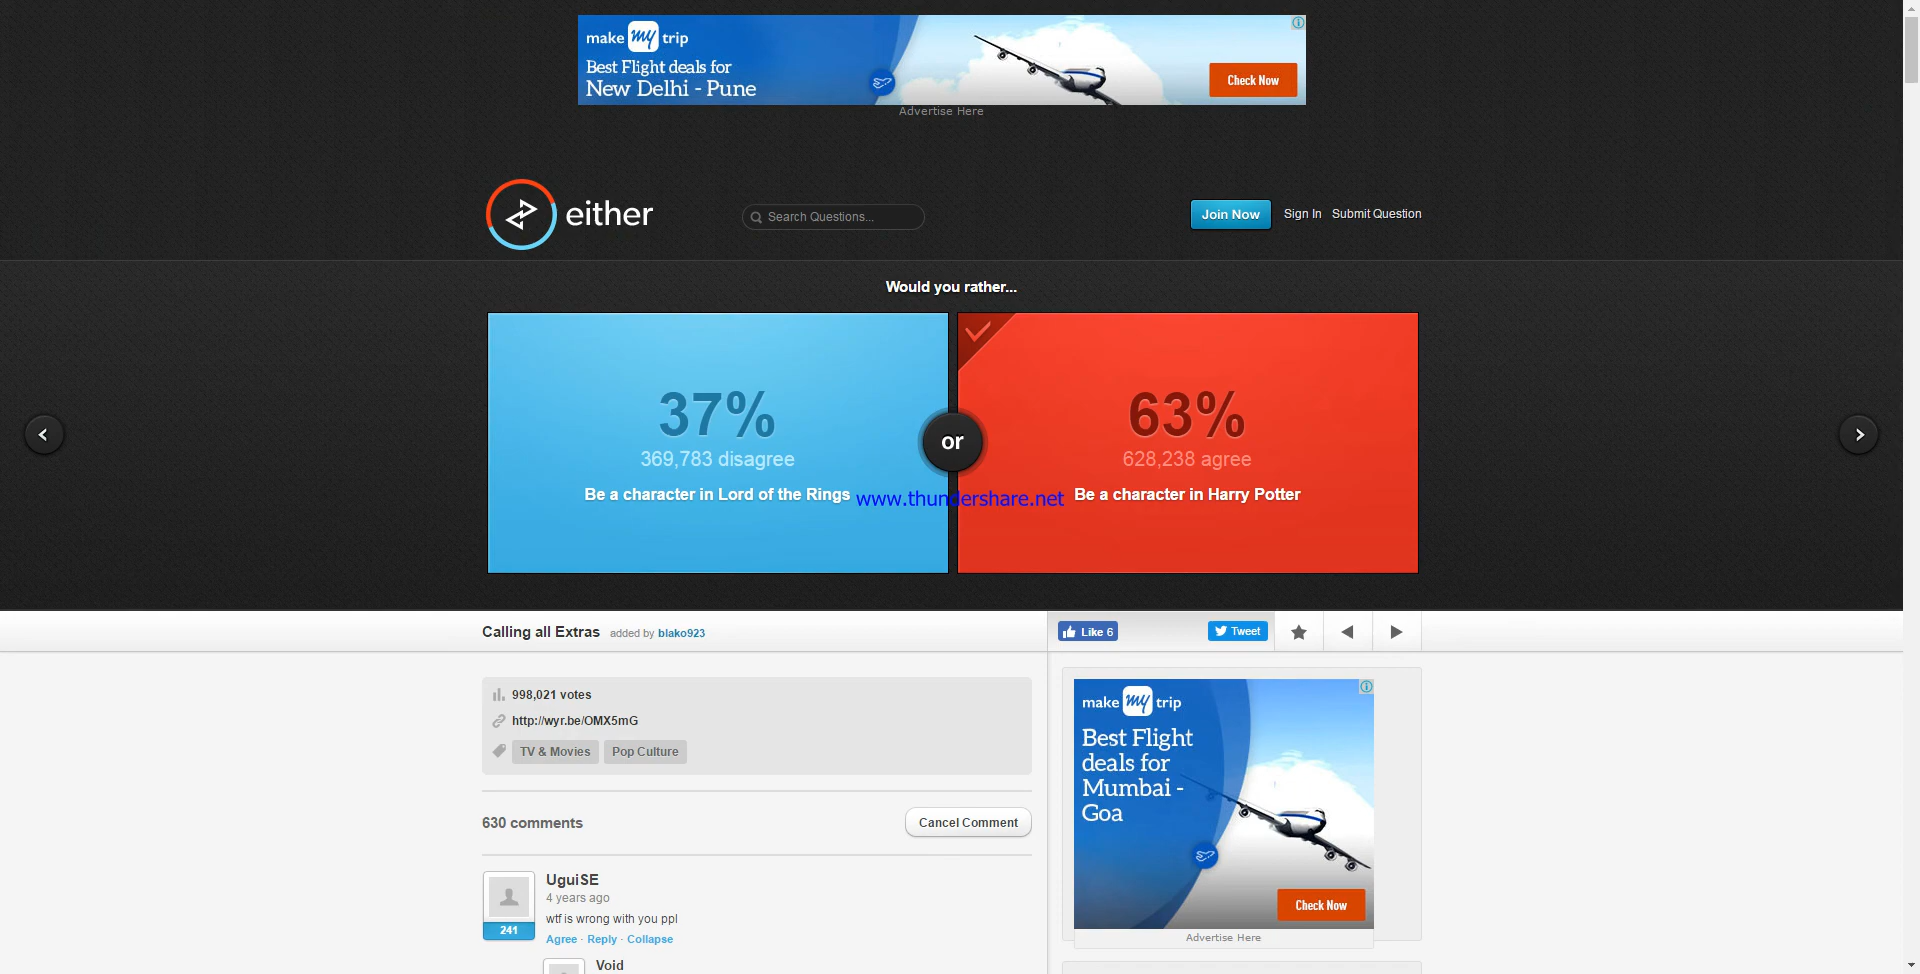 make my trip
Best Flight deals for
New Delhi - Pune
Check Now
Advertise Here
either
Search Questions...
Join Now
Sign In
Submit Question
Would you rather...
37%
369,783 disagree
Be a character in Lord of the Rings
or
63%
628,238 agree
Be a character in Harry Potter
www.thundershare.net
Calling all Extras added by blako923
Like 6
Tweet
998,021 votes
http://wyr.be/OMX5mG
TV & Movies
Pop Culture
630 comments
Cancel Comment
UguiSE
4 years ago
wtf is wrong with you ppl
241
Agree · Reply · Collapse
Void
make my trip
Best Flight
deals for
Mumbai -
Goa
Check Now
Advertise Here